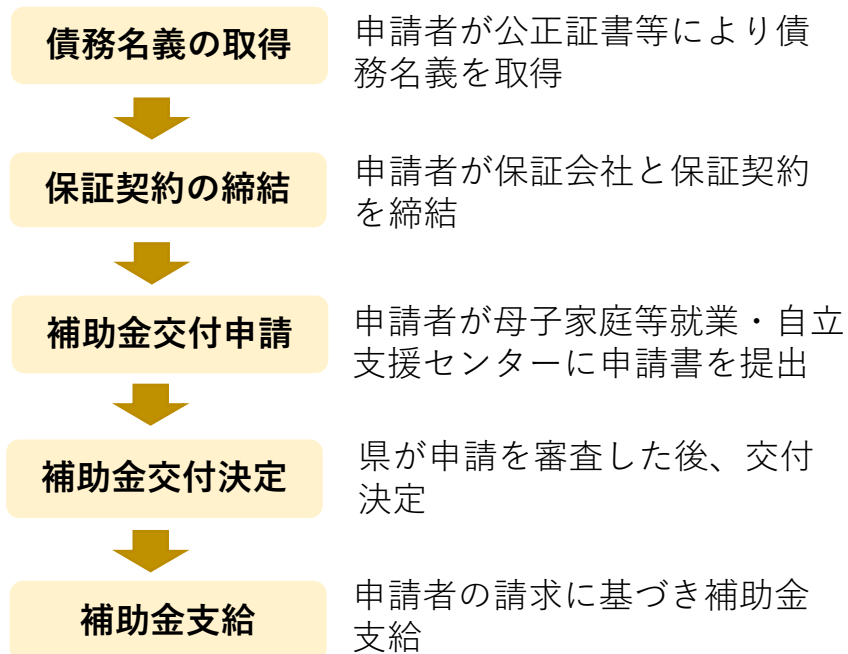 債務名義の取得
申請者が公正証書等により債
務名義を取得
保証契約の締結
申請者が保証会社と保証契約
を締結
補助金交付申請
申請者が母子家庭等就業・自立
支援センターに申請書を提出
補助金交付決定
県が申請を審査した後、交付
決定
補助金支給
申請者の請求に基づき補助金
支給